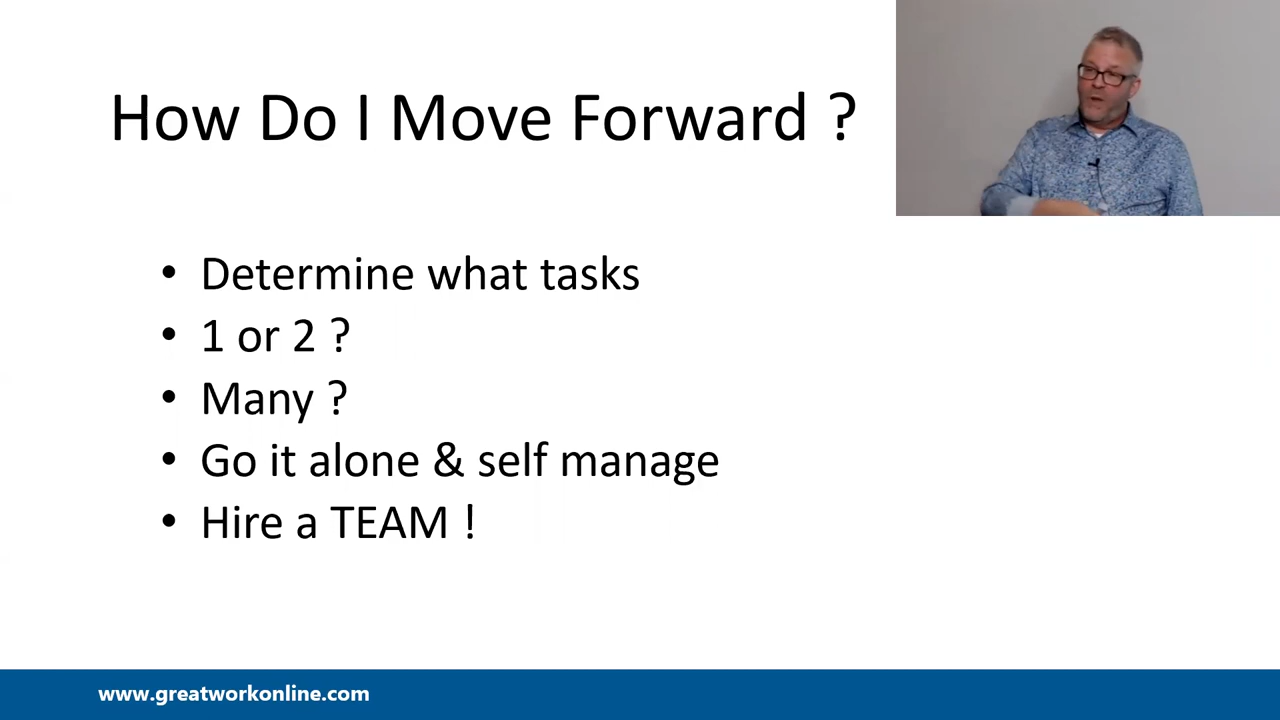 How Do I Move Forward ?
• Determine what tasks
• 1 or 2 ?
• Many ?
• Go it alone & self manage
• Hire a TEAM !
www.greatworkonline.com